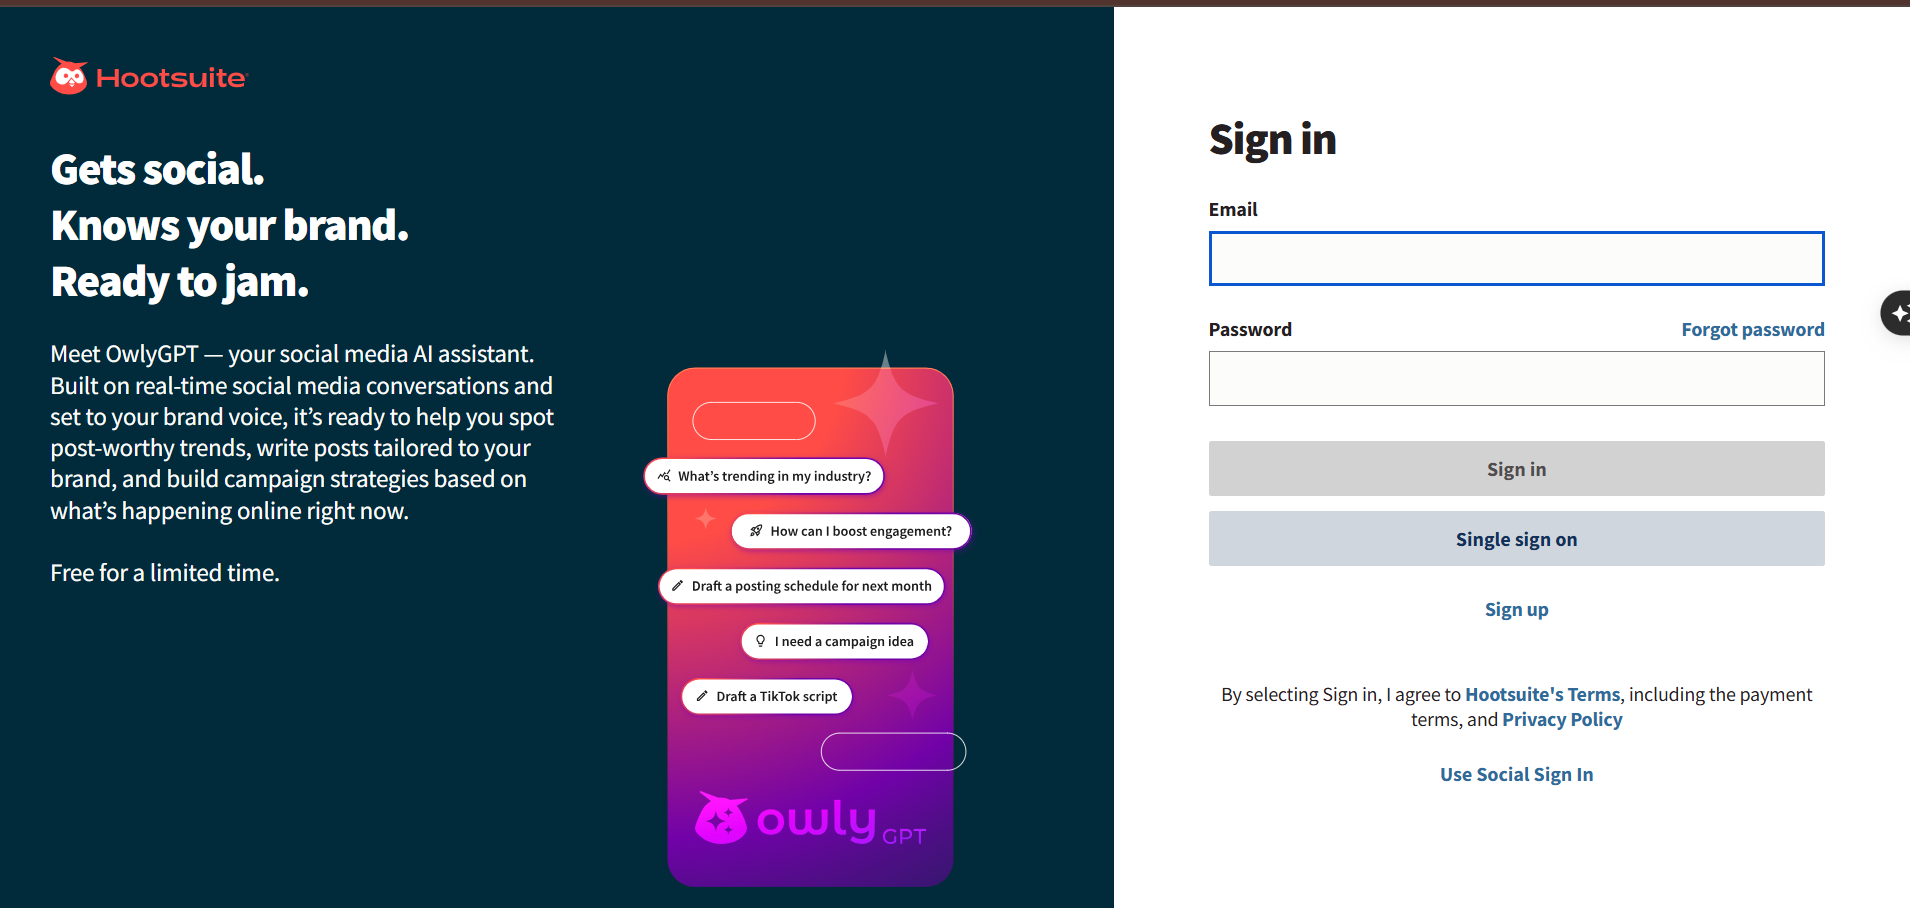 Hootsuite
Gets social.
Knows your brand.
Ready to jam.
Meet OwlyGPT — your social media AI assistant.
Built on real-time social media conversations and
set to your brand voice, it’s ready to help you spot
post-worthy trends, write posts tailored to your
brand, and build campaign strategies based on
what’s happening online right now.
Free for a limited time.
What’s trending in my industry?
How can I boost engagement?
Draft a posting schedule for next month
I need a campaign idea
Draft a TikTok script
owly GPT
Sign in
Email
Password
Forgot password
Sign in
Single sign on
Sign up
By selecting Sign in, I agree to Hootsuite's Terms, including the payment
terms, and Privacy Policy
Use Social Sign In